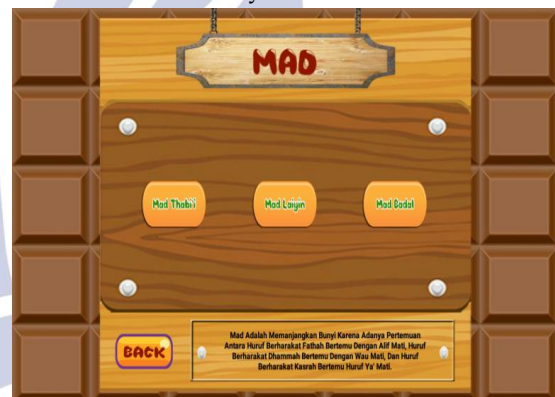 MAD
Mad Thobi'i
Mad Laiyin
Mad Badal
BACK
Mad Adalah Memanjangkan Bunyi Karena Adanya Pertemuan
Antara Huruf Berharakat Fathah Bertemu Dengan Alif Mati, Huruf
Berharakat Dhammah Bertemu Dengan Wau Mati, Dan Huruf
Berharakat Kasrah Bertemu Huruf Ya' Mati.